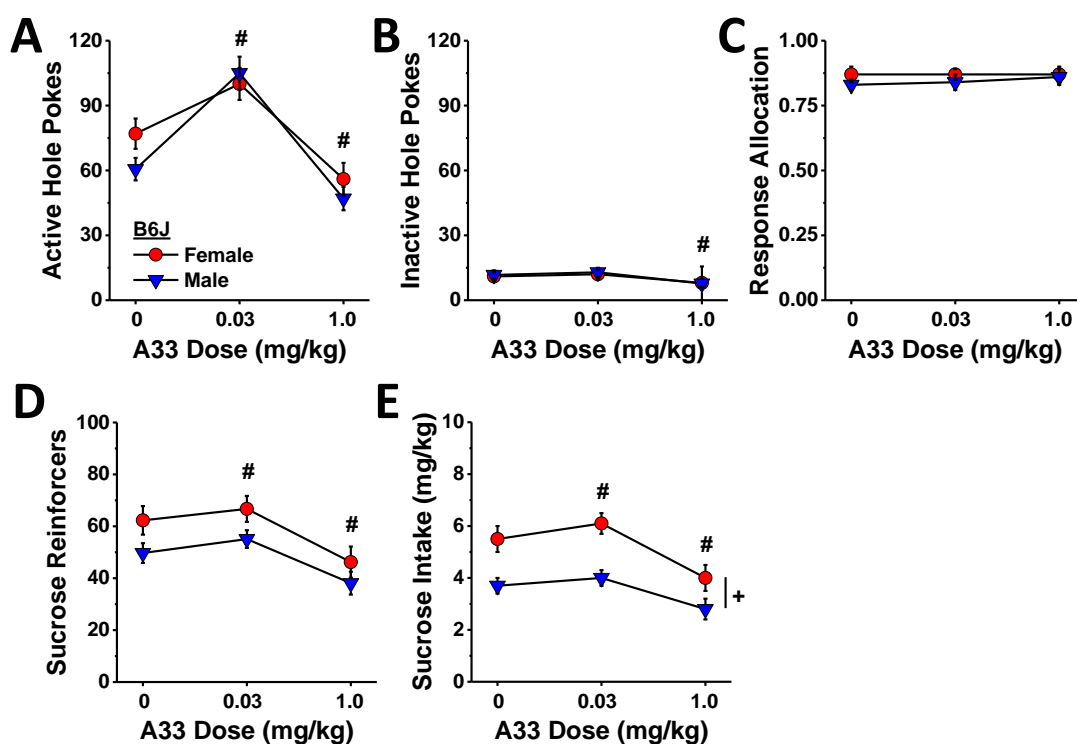 A
Active Hole Pokes
120
90
60
30
0
#
#
B6J
Female
Male
0 0.03 1.0
A33 Dose (mg/kg)
B
Inactive Hole Pokes
120
90
60
30
0
#
0 0.03 1.0
A33 Dose (mg/kg)
C
Response Allocation
1.00
0.75
0.50
0.25
0.00
0 0.03 1.0
A33 Dose (mg/kg)
D
Sucrose Reinforcers
100
80
60
40
20
0
#
#
0 0.03 1.0
A33 Dose (mg/kg)
E
Sucrose Intake (mg/kg)
10
8
6
4
2
0
#
#
+
0 0.03 1.0
A33 Dose (mg/kg)